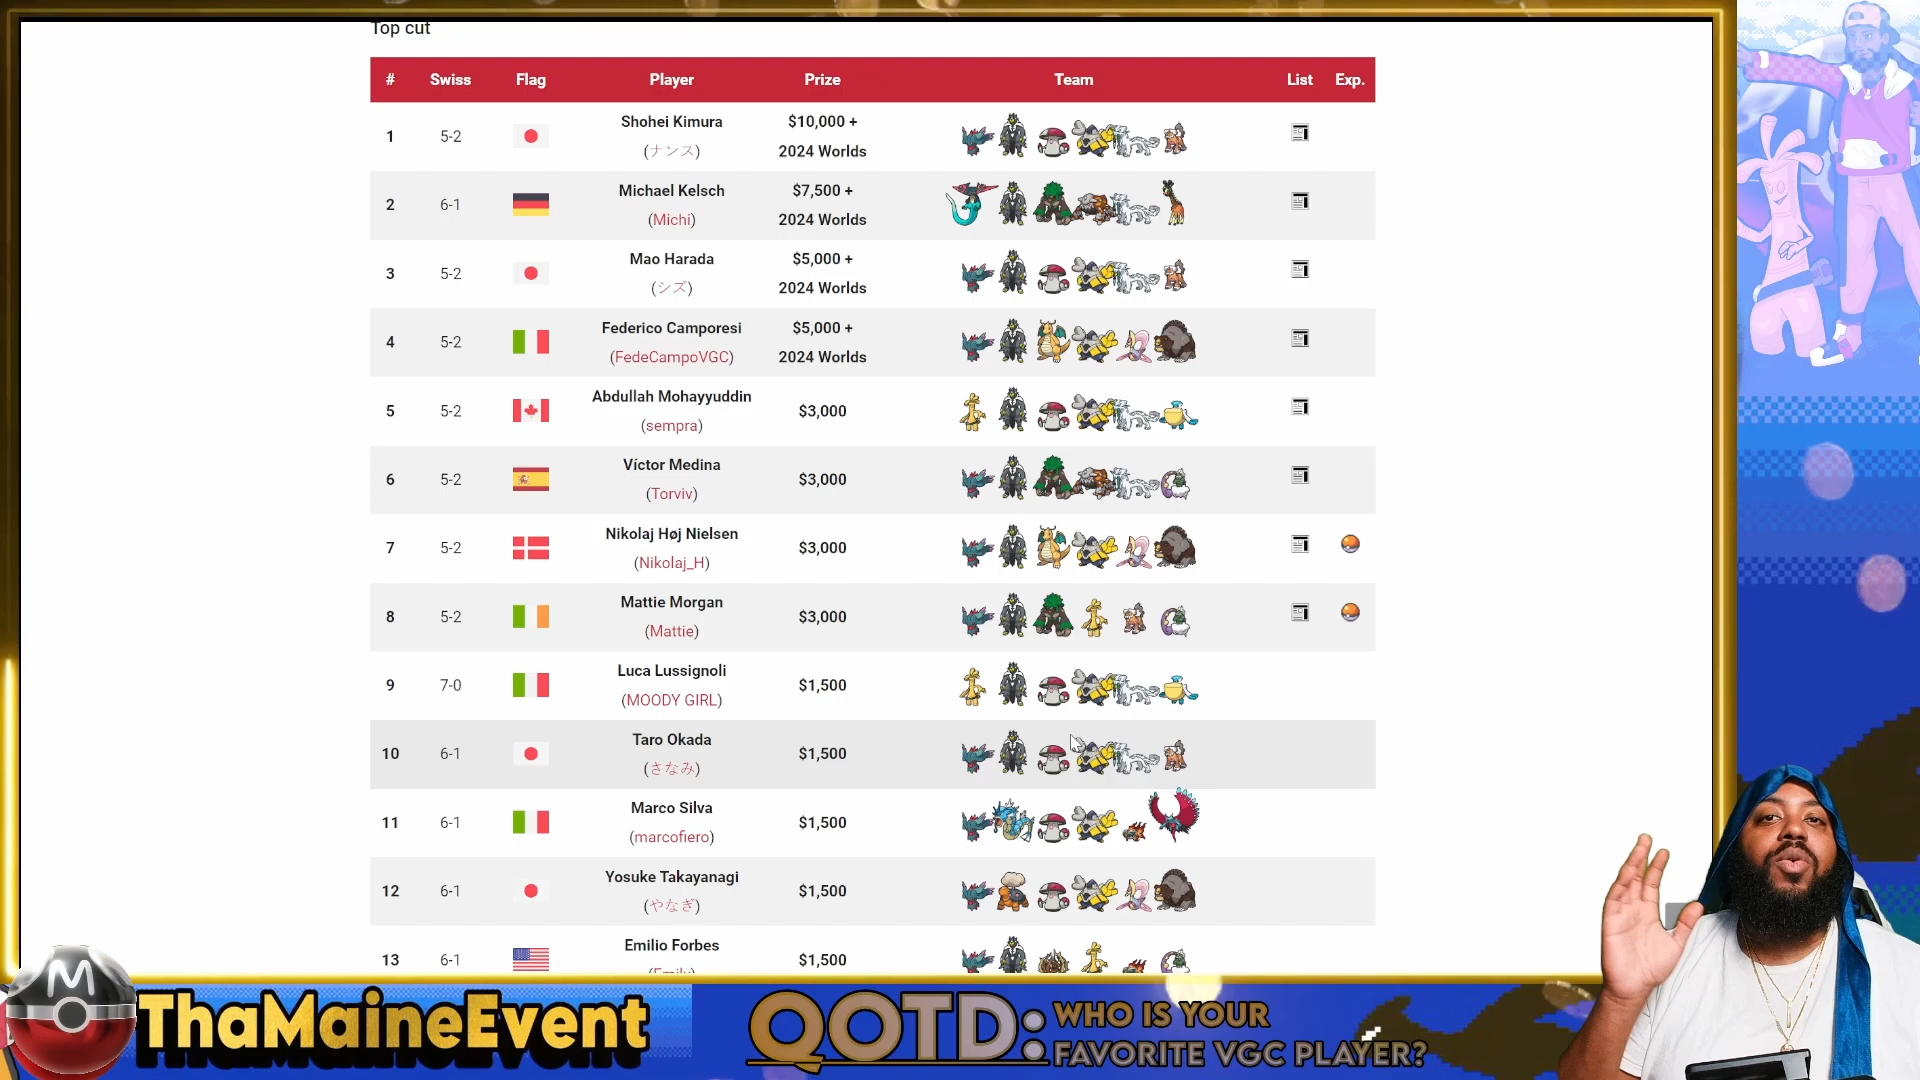 Top cut
# Swiss Flag Player Prize Team List Exp.
1 5-2 Shohei Kimura $10,000 +
(ナンス) 2024 Worlds
2 6-1 Michael Kelsch $7,500 +
(Michi) 2024 Worlds
3 5-2 Mao Harada $5,000 +
(シズ) 2024 Worlds
4 5-2 Federico Camporesi $5,000 +
(FedeCampoVGC) 2024 Worlds
5 5-2 Abdullah Mohayyuddin $3,000
(sempra)
6 5-2 Víctor Medina $3,000
(Torviv)
7 5-2 Nikolaj Høj Nielsen $3,000
(Nikolaj_H)
8 5-2 Mattie Morgan $3,000
(Mattie)
9 7-0 Luca Lussignoli $1,500
(MOODY GIRL)
10 6-1 Taro Okada $1,500
(さなみ)
11 6-1 Marco Silva $1,500
(marcofiero)
12 6-1 Yosuke Takayanagi $1,500
(やなぎ)
13 6-1 Emilio Forbes $1,500
M
ThaMaineEvent
QOTD: WHO IS YOUR
FAVORITE VGC PLAYER?